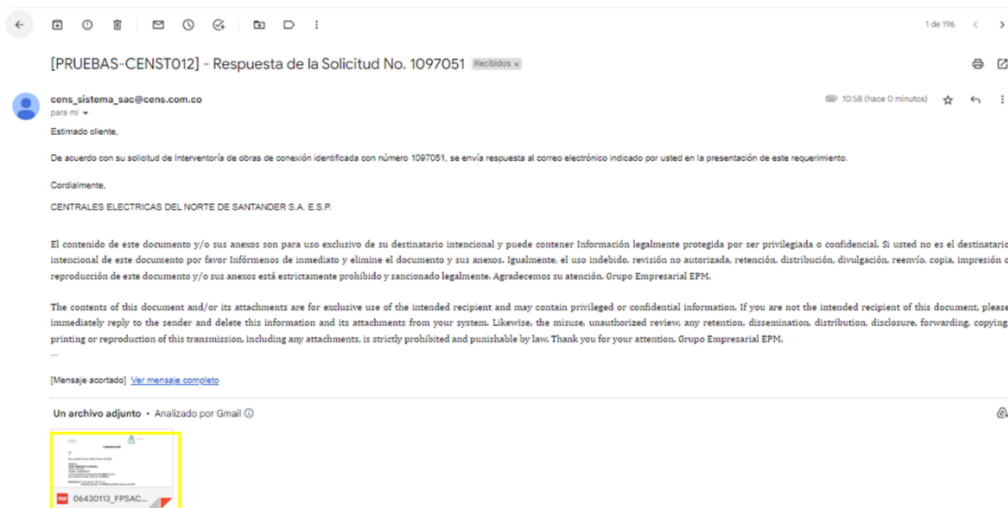 1 de 196
[PRUEBAS-CENST012] - Respuesta de la Solicitud No. 1097051 Recibidos x
cens_sistema_sac@cens.com.co
10:58 (hace 0 minutos)
para mí
Estimado cliente,
De acuerdo con su solicitud de Interventoría de obras de conexión identificada con número 1097051, se envía respuesta al correo electrónico indicado por usted en la presentación de este requerimiento.
Cordialmente,
CENTRALES ELECTRICAS DEL NORTE DE SANTANDER S.A. E.S.P.
El contenido de este documento y/o sus anexos son para uso exclusivo de su destinatario intencional y puede contener Información legalmente protegida por ser privilegiada o confidencial. Si usted no es el destinatario
intencional de este documento por favor Infórmenos de inmediato y elimine el documento y sus anexos. Igualmente, el uso indebido, revisión no autorizada, retención, distribución, divulgación, reenvío, copia, impresión o
reproducción de este documento y/o sus anexos está estrictamente prohibido y sancionado legalmente. Agradecemos su atención. Grupo Empresarial EPM.
The contents of this document and/or its attachments are for exclusive use of the intended recipient and may contain privileged or confidential information. If you are not the intended recipient of this document, please
immediately reply to the sender and delete this information and its attachments from your system. Likewise, the misuse, unauthorized review, any retention, dissemination, distribution, disclosure, forwarding, copying,
printing or reproduction of this transmission, including any attachments, is strictly prohibited and punishable by law. Thank you for your attention. Grupo Empresarial EPM.
...
[Mensaje acortado] Ver mensaje completo
Un archivo adjunto • Analizado por Gmail
PDF 06430113_FPSAC...